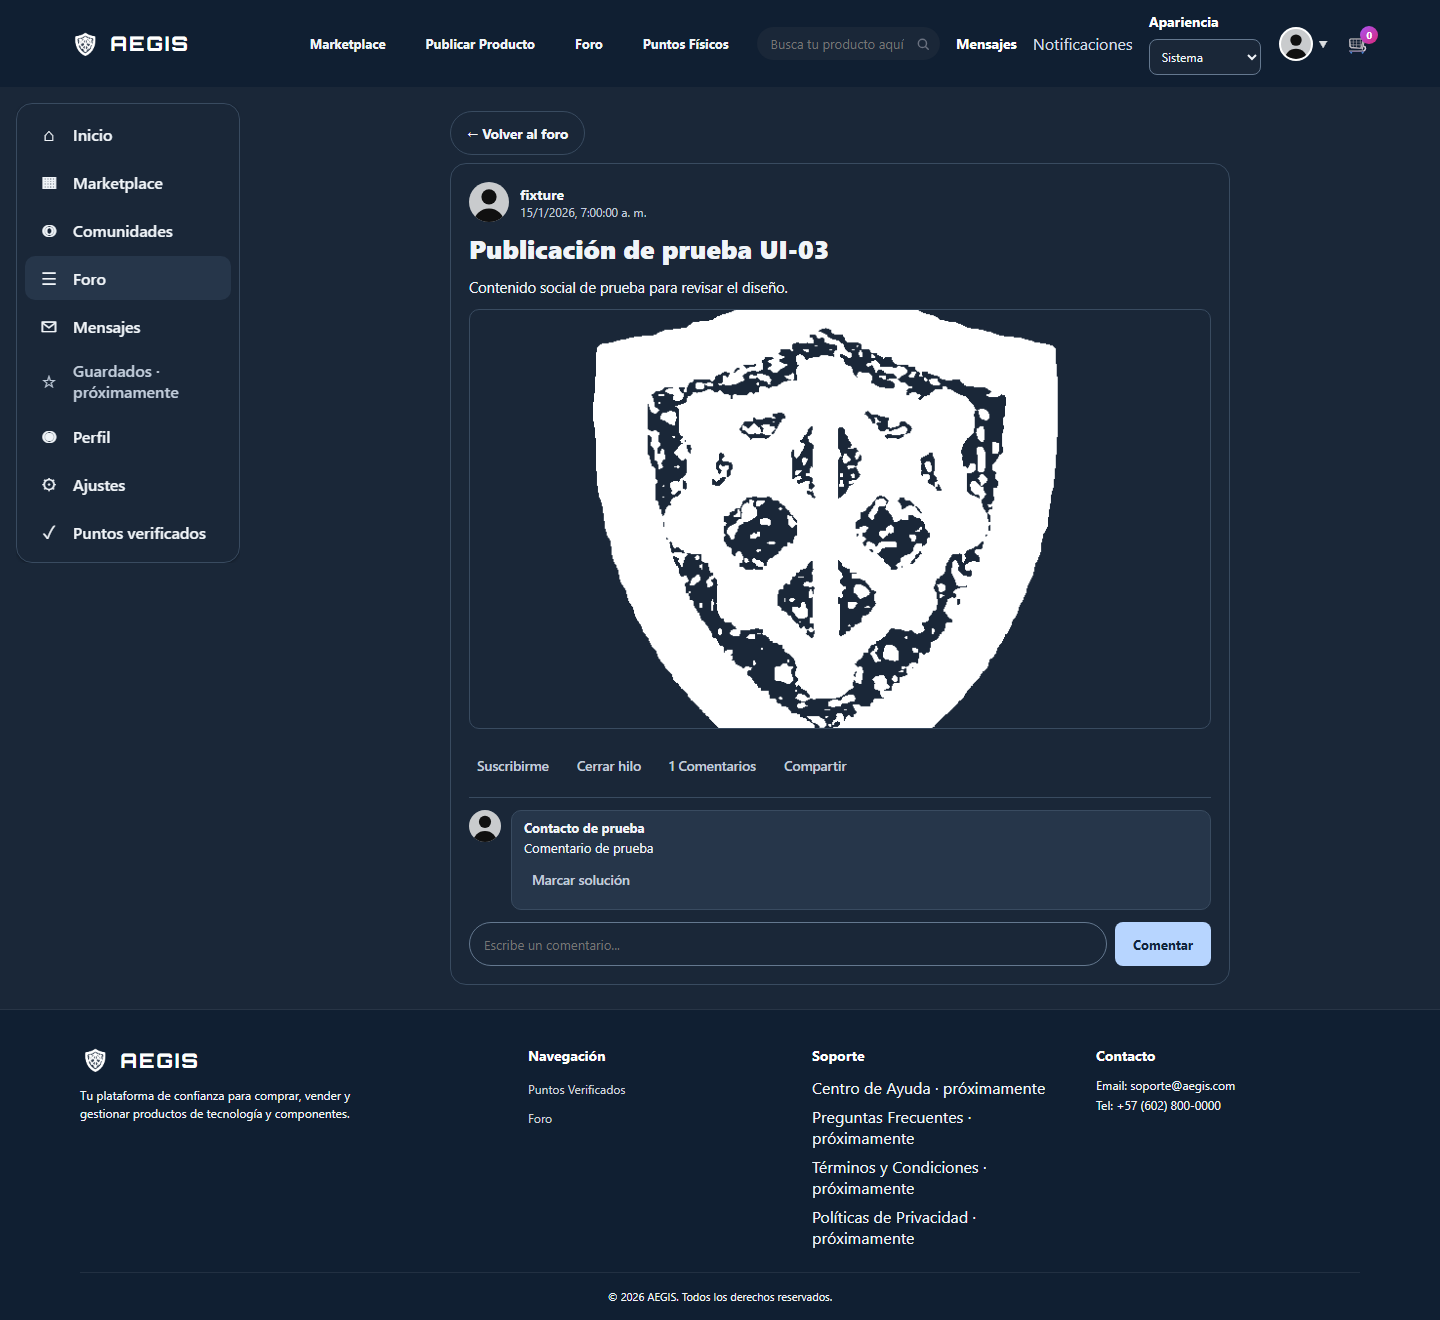 AEGIS
Marketplace
Publicar Producto
Foro
Puntos Físicos
Busca tu producto aquí
Mensajes
Notificaciones
Apariencia
Sistema
0
Inicio
Marketplace
Comunidades
Foro
Mensajes
Guardados ·
próximamente
Perfil
Ajustes
Puntos verificados
← Volver al foro
fixture
15/1/2026, 7:00:00 a. m.
Publicación de prueba UI-03
Contenido social de prueba para revisar el diseño.
Suscribirme
Cerrar hilo
1 Comentarios
Compartir
Contacto de prueba
Comentario de prueba
Marcar solución
Escribe un comentario...
Comentar
AEGIS
Tu plataforma de confianza para comprar, vender y
gestionar productos de tecnología y componentes.
Navegación
Puntos Verificados
Foro
Soporte
Centro de Ayuda · próximamente
Preguntas Frecuentes ·
próximamente
Términos y Condiciones ·
próximamente
Políticas de Privacidad ·
próximamente
Contacto
Email: soporte@aegis.com
Tel: +57 (602) 800-0000
© 2026 AEGIS. Todos los derechos reservados.